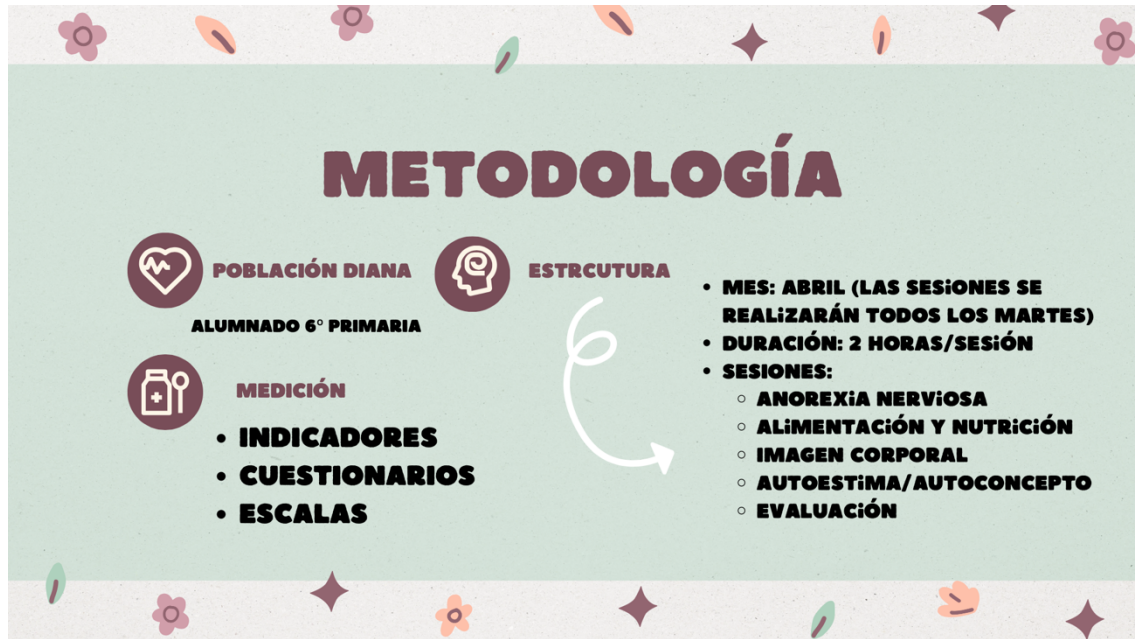 METODOLOGÍA
POBLACIÓN DIANA
ALUMNADO 6º PRIMARIA
MEDICIÓN
• INDICADORES
• CUESTIONARIOS
• ESCALAS
ESTRCUTURA
• MES: ABRIL (LAS SESIONES SE
REALIZARÁN TODOS LOS MARTES)
• DURACIÓN: 2 HORAS/SESIÓN
• SESIONES:
○ ANOREXIA NERVIOSA
○ ALIMENTACIÓN Y NUTRICIÓN
○ IMAGEN CORPORAL
○ AUTOESTIMA/AUTOCONCEPTO
○ EVALUACIÓN